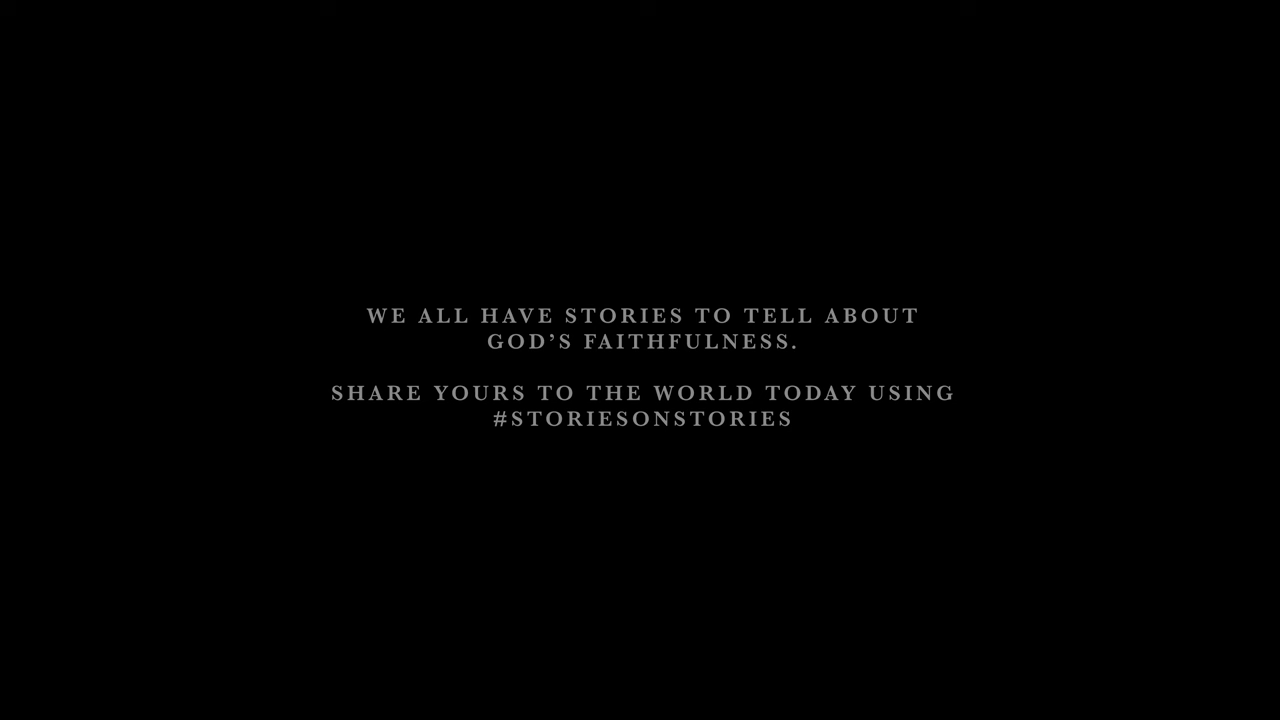 WE ALL HAVE STORIES TO TELL ABOUT
GOD’S FAITHFULNESS.
SHARE YOURS TO THE WORLD TODAY USING
#STORIESONSTORIES